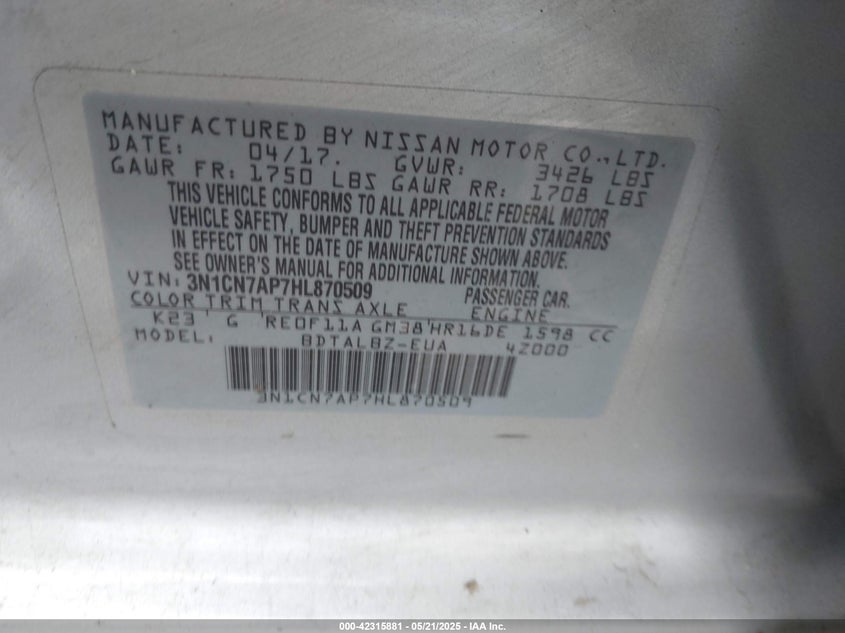 MANUFACTURED BY NISSAN MOTOR CO.,LTD.
DATE: 04/17. GVWR: 3426 LBS
GAWR FR: 1750 LBS GAWR RR: 1708 LBS
THIS VEHICLE CONFORMS TO ALL APPLICABLE FEDERAL MOTOR
VEHICLE SAFETY, BUMPER AND THEFT PREVENTION STANDARDS
IN EFFECT ON THE DATE OF MANUFACTURE SHOWN ABOVE.
SEE OWNER'S MANUAL FOR ADDITIONAL INFORMATION.
VIN: 3N1CN7AP7HL870509 PASSENGER CAR.
COLOR TRIM TRANS AXLE ENGINE
K23 ' G 'RE0F11A GM38'HR16DE 1598 CC
MODEL: BDTALBZ-EUA 4Z000
3N1CN7AP7HL870509
000-42315881 - 05/21/2025 - IAA Inc.